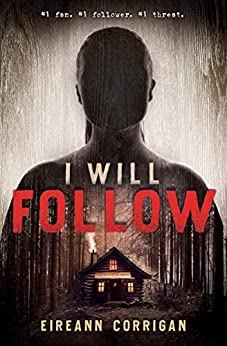 #1 fan. #1 follower. #1 threat.
I WILL
FOLLOW
EIREANN CORRIGAN